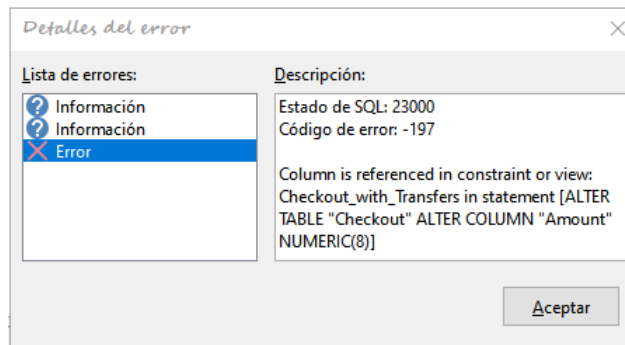 Detalles del error
Lista de errores:
Información
Información
Error
Descripción:
Estado de SQL: 23000
Código de error: -197
Column is referenced in constraint or view:
Checkout_with_Transfers in statement [ALTER
TABLE "Checkout" ALTER COLUMN "Amount"
NUMERIC(8)]
Aceptar